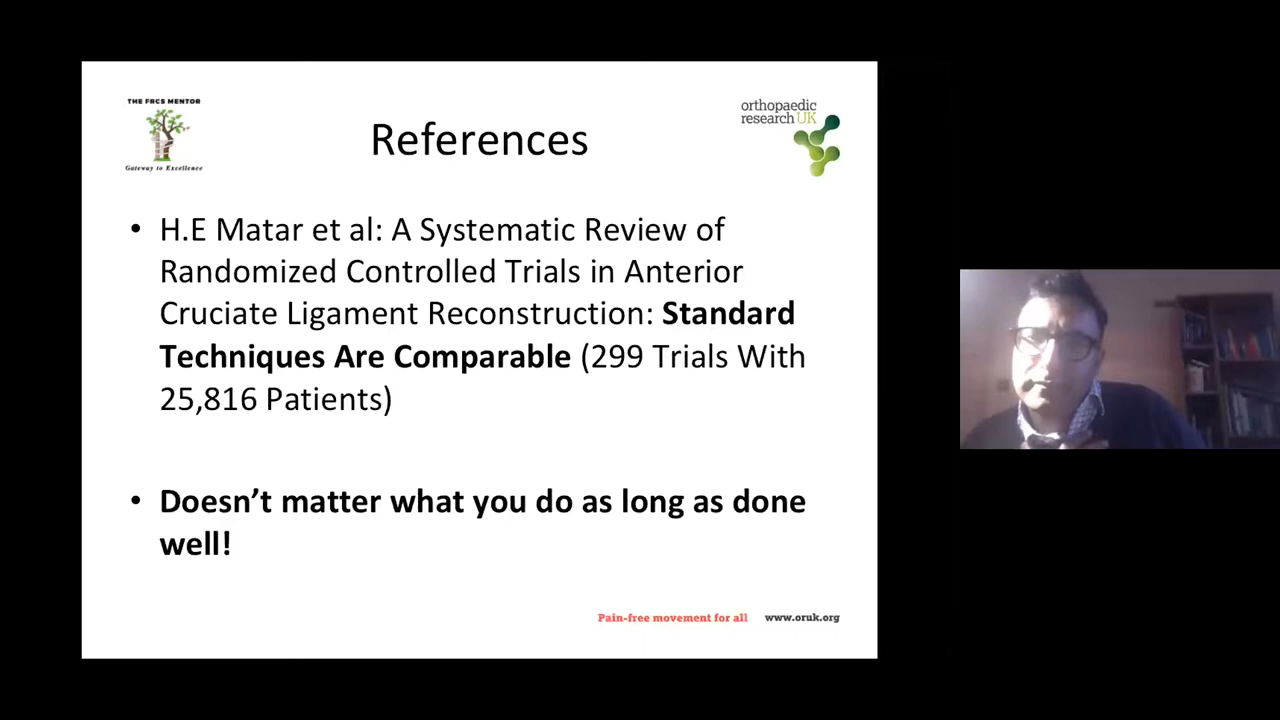 THE FRCS MENTOR
Gateway to Excellence
orthopaedic
research UK
References
• H.E Matar et al: A Systematic Review of
Randomized Controlled Trials in Anterior
Cruciate Ligament Reconstruction: Standard
Techniques Are Comparable (299 Trials With
25,816 Patients)
• Doesn’t matter what you do as long as done
well!
Pain-free movement for all www.oruk.org